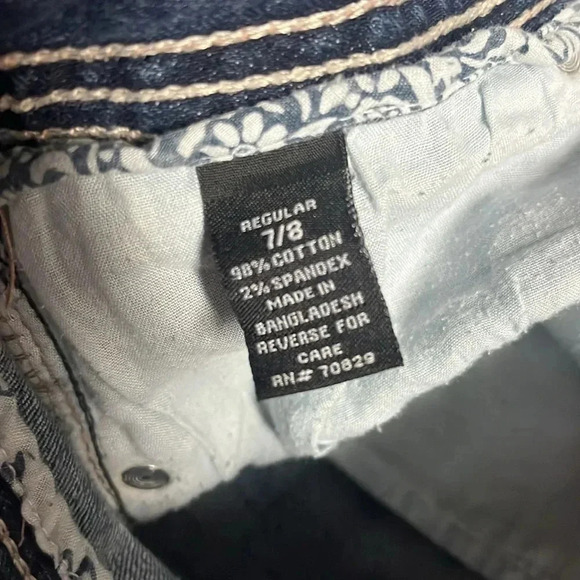 REGULAR
7/8
98% COTTON
2% SPANDEX
MADE IN
BANGLADESH
REVERSE FOR
CARE
RN# 70829